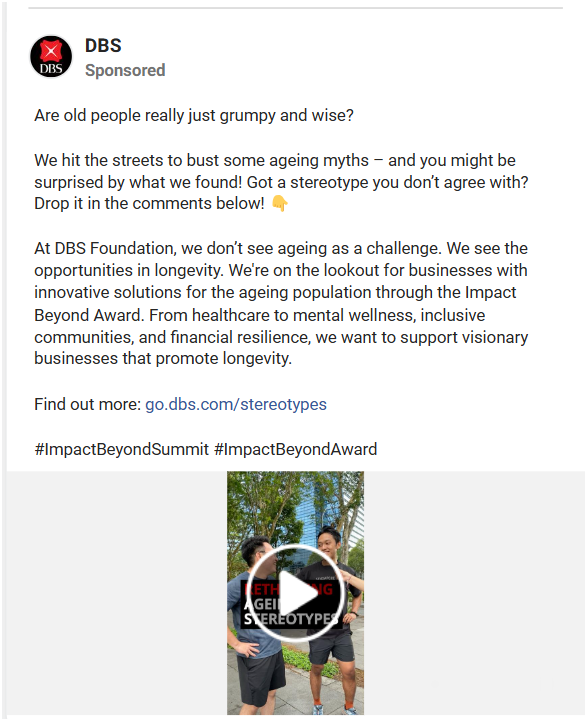 DBS
DBS
Sponsored
Are old people really just grumpy and wise?
We hit the streets to bust some ageing myths – and you might be
surprised by what we found! Got a stereotype you don’t agree with?
Drop it in the comments below! 👇
At DBS Foundation, we don’t see ageing as a challenge. We see the
opportunities in longevity. We're on the lookout for businesses with
innovative solutions for the ageing population through the Impact
Beyond Award. From healthcare to mental wellness, inclusive
communities, and financial resilience, we want to support visionary
businesses that promote longevity.
Find out more: go.dbs.com/stereotypes
#ImpactBeyondSummit #ImpactBeyondAward
STEREOTYPES